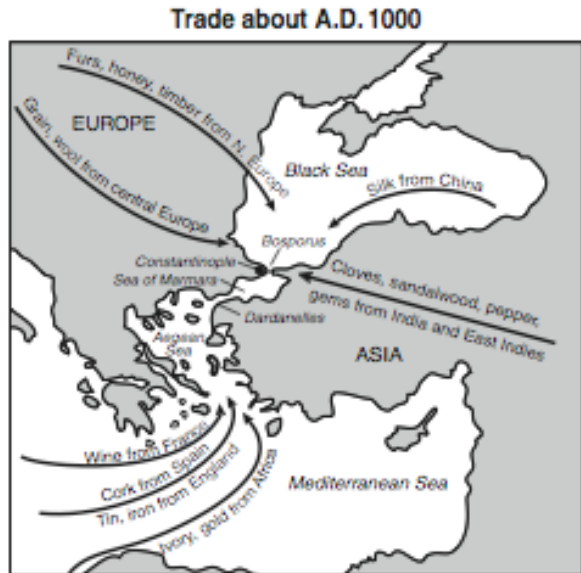 Trade about A.D. 1000
Furs, honey, timber from N. Europe
EUROPE
Grain, wool from central Europe
Black Sea
Silk from China
Bosporus
Constantinople
Sea of Marmara
Cloves, sandalwood, pepper,
gems from India and East Indies
Dardanelles
Aegean
Sea
ASIA
Wine from France
Cork from Spain
Tin, iron from England
Ivory, gold from Africa
Mediterranean Sea